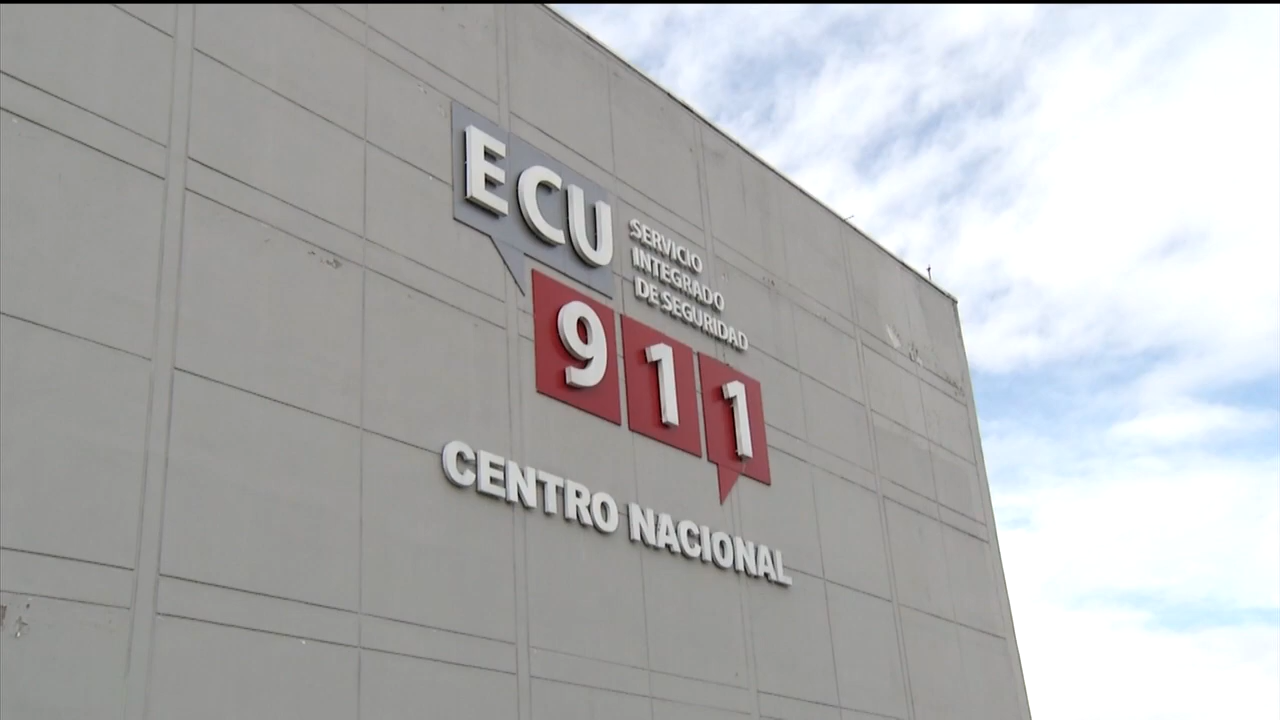 ECU
SERVICIO
INTEGRADO
DE SEGURIDAD
911
CENTRO NACIONAL